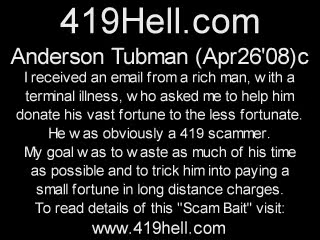 419Hell.com
Anderson Tubman (Apr26'08)c
I received an email from a rich man, with a
terminal illness, who asked me to help him
donate his vast fortune to the less fortunate.
He was obviously a 419 scammer.
My goal was to waste as much of his time
as possible and to trick him into paying a
small fortune in long distance charges.
To read details of this "Scam Bait" visit:
www.419hell.com